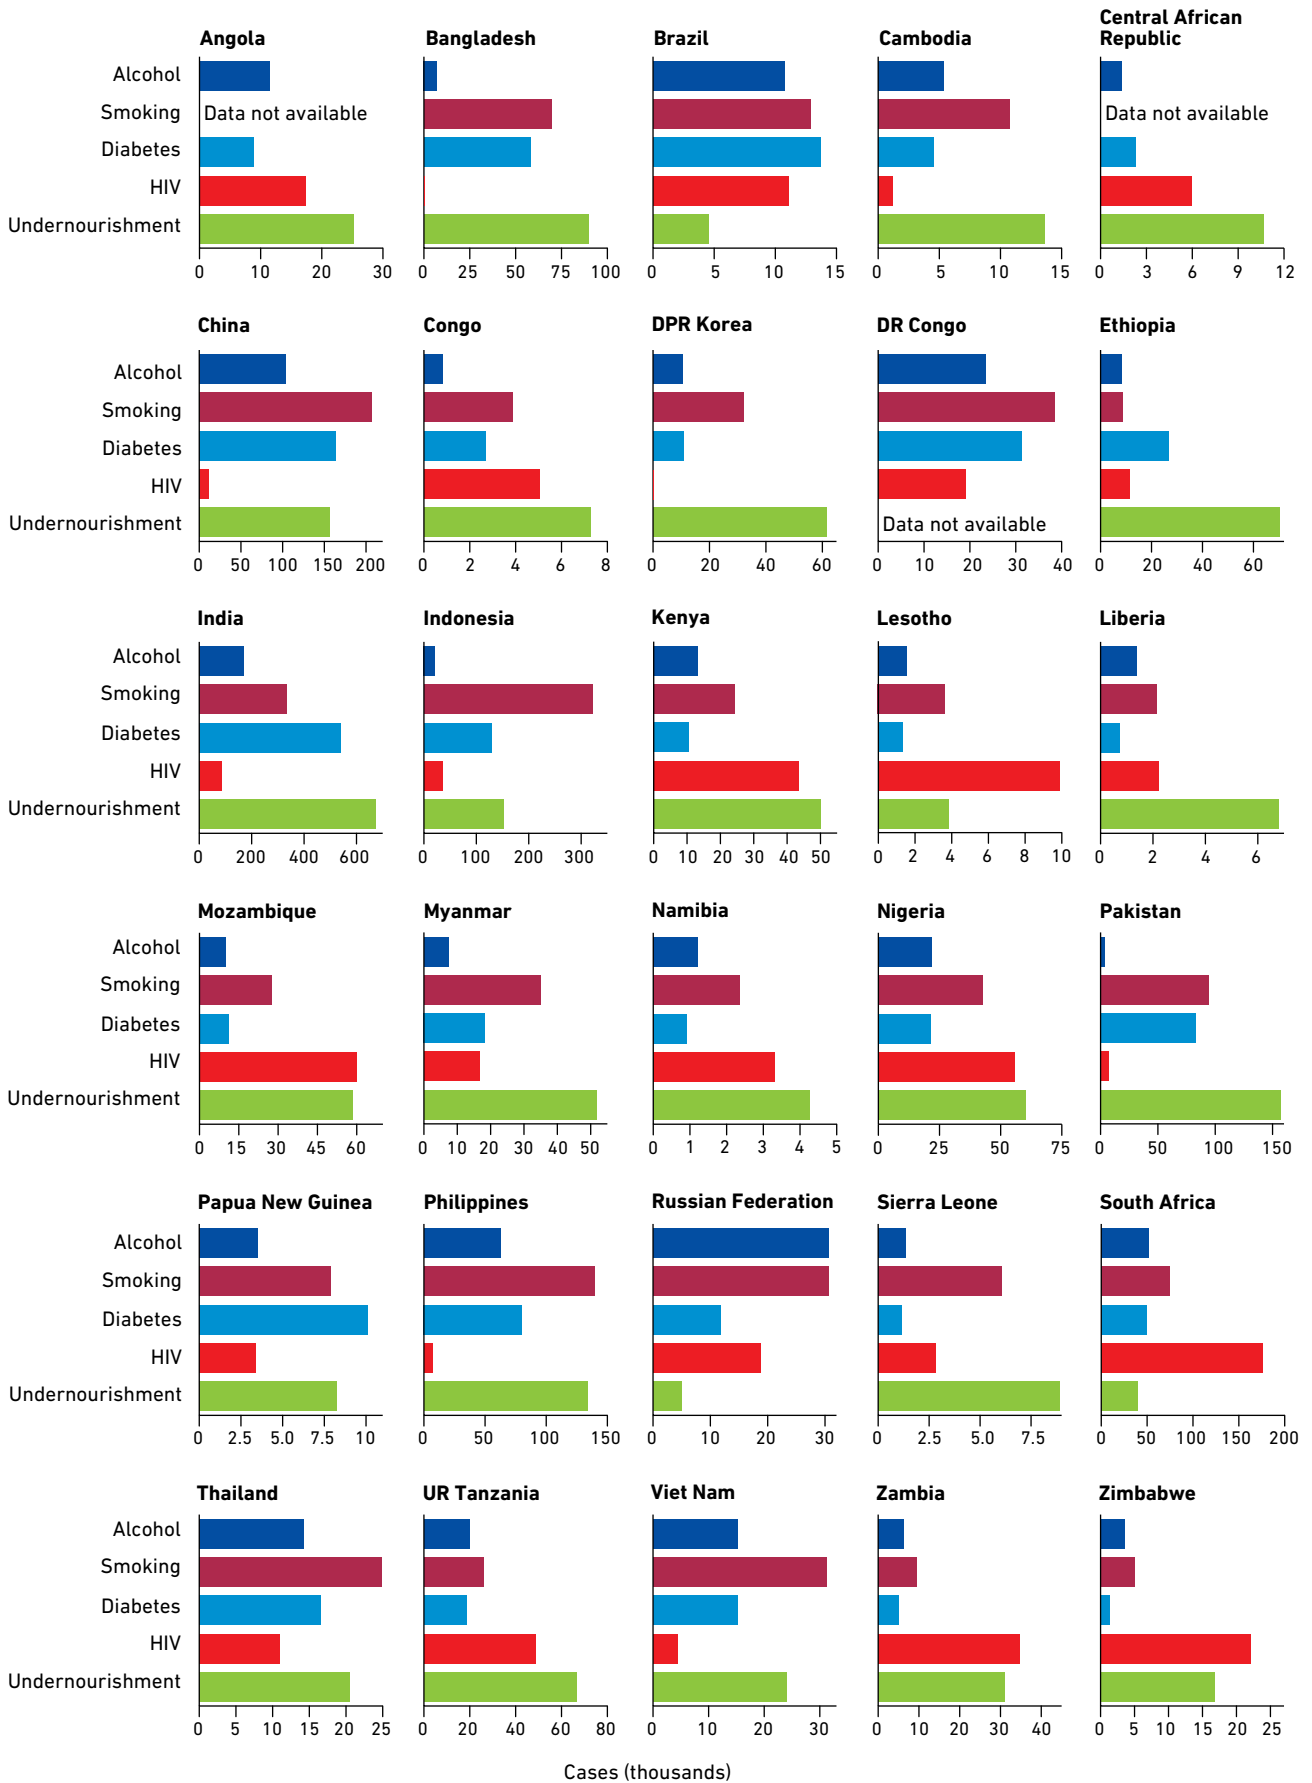 Angola
Bangladesh
Brazil
Cambodia
Central African
Republic
Alcohol
Smoking
Diabetes
HIV
Undernourishment
Data not available
Data not available
0 10 20 30
0 25 50 75 100
0 5 10 15
0 5 10 15
0 3 6 9 12
China
Congo
DPR Korea
DR Congo
Ethiopia
Alcohol
Smoking
Diabetes
HIV
Undernourishment
Data not available
0 50 100 150 200
0 2 4 6 8
0 20 40 60
0 10 20 30 40
0 20 40 60
India
Indonesia
Kenya
Lesotho
Liberia
Alcohol
Smoking
Diabetes
HIV
Undernourishment
0 200 400 600
0 100 200 300
0 10 20 30 40 50
0 2 4 6 8 10
0 2 4 6
Mozambique
Myanmar
Namibia
Nigeria
Pakistan
Alcohol
Smoking
Diabetes
HIV
Undernourishment
0 15 30 45 60
0 10 20 30 40 50
0 1 2 3 4 5
0 25 50 75
0 50 100 150
Papua New Guinea
Philippines
Russian Federation
Sierra Leone
South Africa
Alcohol
Smoking
Diabetes
HIV
Undernourishment
0 2.5 5.0 7.5 10
0 50 100 150
0 10 20 30
0 2.5 5.0 7.5
0 50 100 150 200
Thailand
UR Tanzania
Viet Nam
Zambia
Zimbabwe
Alcohol
Smoking
Diabetes
HIV
Undernourishment
0 5 10 15 20 25
0 20 40 60 80
0 10 20 30
0 10 20 30 40
0 5 10 15 20 25
Cases (thousands)